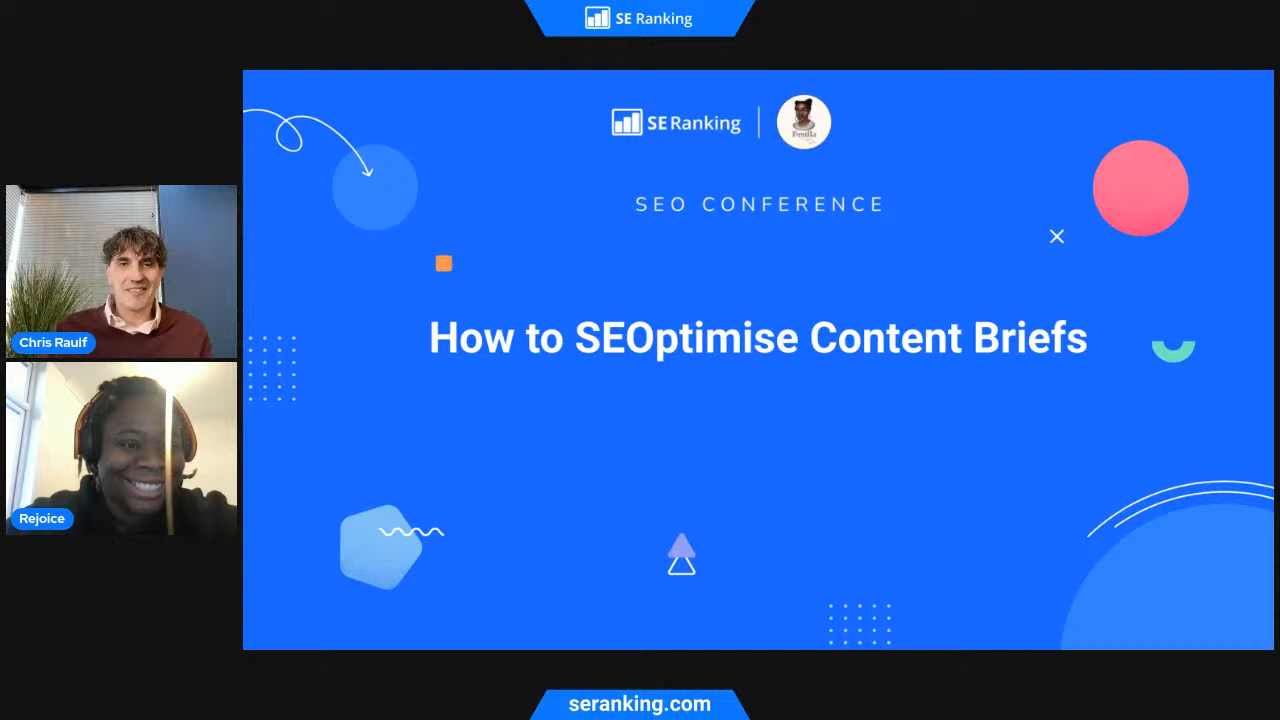 SE Ranking
SE Ranking
SEO CONFERENCE
How to SEOptimise Content Briefs
Chris Raulf
Rejoice
seranking.com